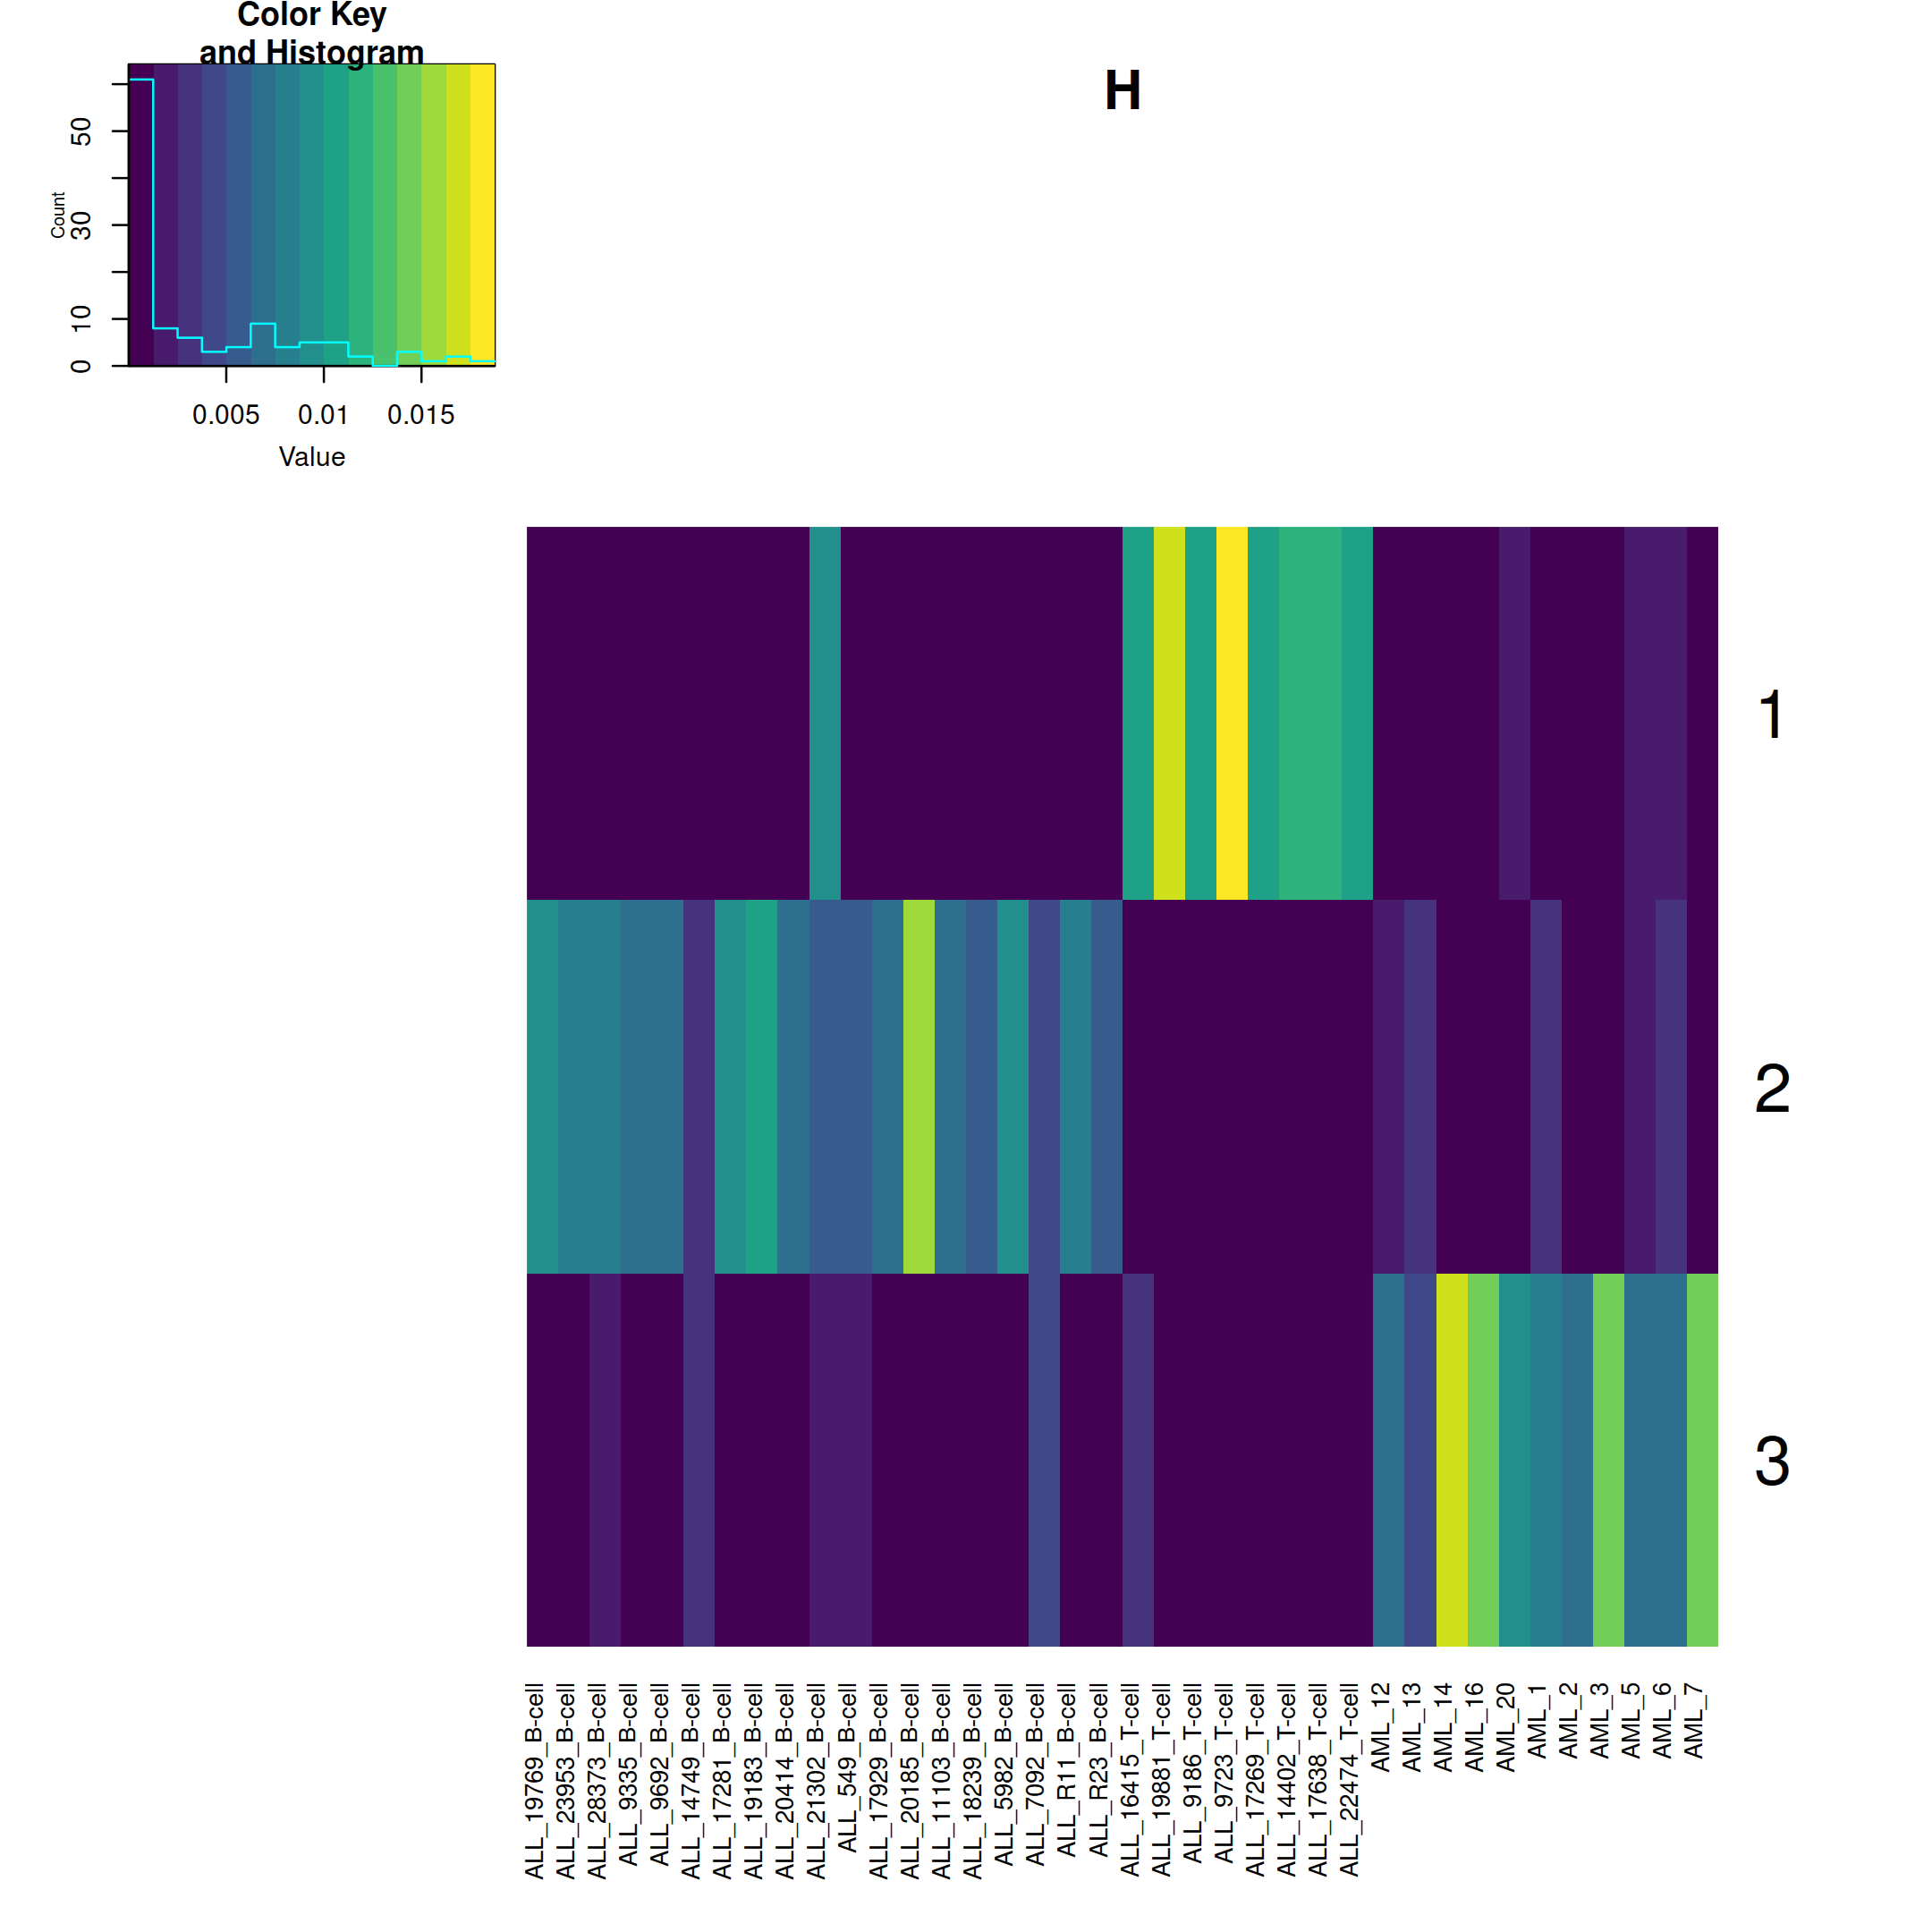 Color Key
and Histogram
H
Count
0
10
30
50
0.005 0.01 0.015
Value
1
2
3
ALL_19769_B-cell
ALL_23953_B-cell
ALL_28373_B-cell
ALL_9335_B-cell
ALL_9692_B-cell
ALL_14749_B-cell
ALL_17281_B-cell
ALL_19183_B-cell
ALL_20414_B-cell
ALL_21302_B-cell
ALL_549_B-cell
ALL_17929_B-cell
ALL_20185_B-cell
ALL_11103_B-cell
ALL_18239_B-cell
ALL_5982_B-cell
ALL_7092_B-cell
ALL_R11_B-cell
ALL_R23_B-cell
ALL_16415_T-cell
ALL_19881_T-cell
ALL_9186_T-cell
ALL_9723_T-cell
ALL_17269_T-cell
ALL_14402_T-cell
ALL_17638_T-cell
ALL_22474_T-cell
AML_12
AML_13
AML_14
AML_16
AML_20
AML_1
AML_2
AML_3
AML_5
AML_6
AML_7